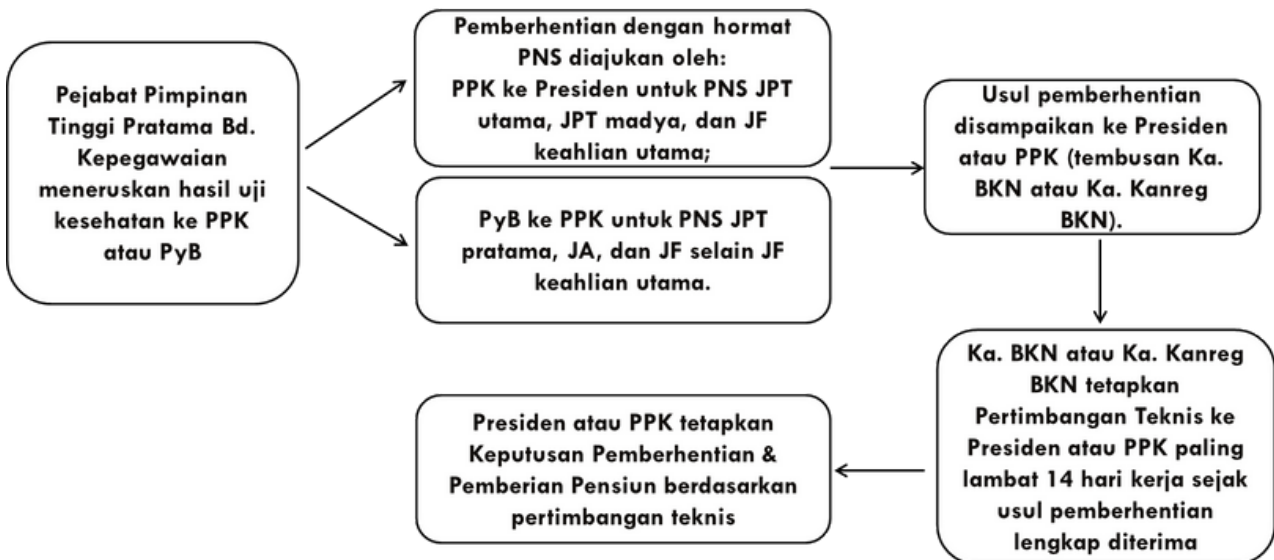 Pejabat Pimpinan
Tinggi Pratama Bd.
Kepegawaian
meneruskan hasil uji
kesehatan ke PPK
atau PyB
Pemberhentian dengan hormat
PNS diajukan oleh:
PPK ke Presiden untuk PNS JPT
utama, JPT madya, dan JF
keahlian utama;
PyB ke PPK untuk PNS JPT
pratama, JA, dan JF selain JF
keahlian utama.
Usul pemberhentian
disampaikan ke Presiden
atau PPK (tembusan Ka.
BKN atau Ka. Kanreg
BKN).
Ka. BKN atau Ka. Kanreg
BKN tetapkan
Pertimbangan Teknis ke
Presiden atau PPK paling
lambat 14 hari kerja sejak
usul pemberhentian
lengkap diterima
Presiden atau PPK tetapkan
Keputusan Pemberhentian &
Pemberian Pensiun berdasarkan
pertimbangan teknis